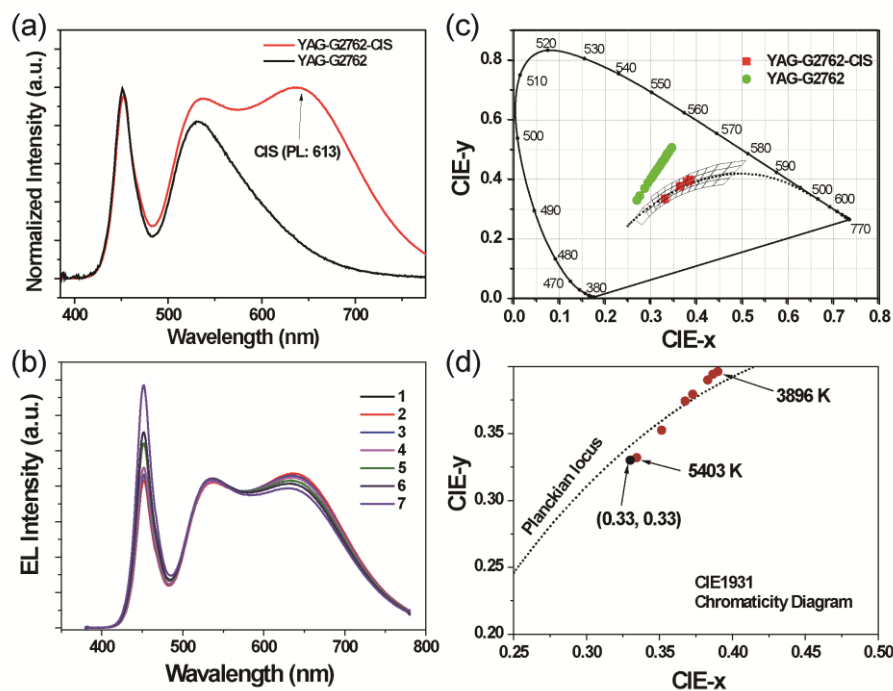 (a)
YAG-G2762-CIS
YAG-G2762
CIS (PL: 613)
Normalized Intensity (a.u.)
400 500 600 700
Wavelength (nm)
(c)
YAG-G2762-CIS
YAG-G2762
520
530
540
510
550
560
500
570
580
590
500
600
490
770
480
470
380
0.8
0.6
0.4
0.2
0.0
CIE-y
0.0 0.1 0.2 0.3 0.4 0.5 0.6 0.7 0.8
CIE-x
(b)
1
2
3
4
5
6
7
EL Intensity (a.u.)
400 500 600 700 800
Wavalength (nm)
(d)
3896 K
5403 K
(0.33, 0.33)
Planckian locus
CIE1931
Chromaticity Diagram
0.35
0.30
0.25
0.20
CIE-y
0.25 0.30 0.35 0.40 0.45 0.50
CIE-x